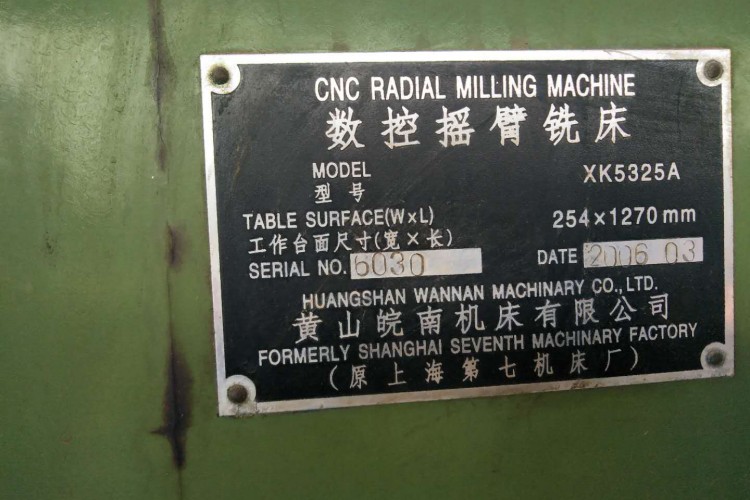 CNC RADIAL MILLING MACHINE
数控摇臂铣床
MODEL XK5325A
型号
TABLE SURFACE(W×L) 254×1270mm
工作台面尺寸(宽×长)
SERIAL NO. 6030 DATE 2006 03
HUANGSHAN WANNAN MACHINARY CO.,LTD.
黄山皖南机床有限公司
FORMERLY SHANGHAI SEVENTH MACHINARY FACTORY
(原上海第七机床厂)